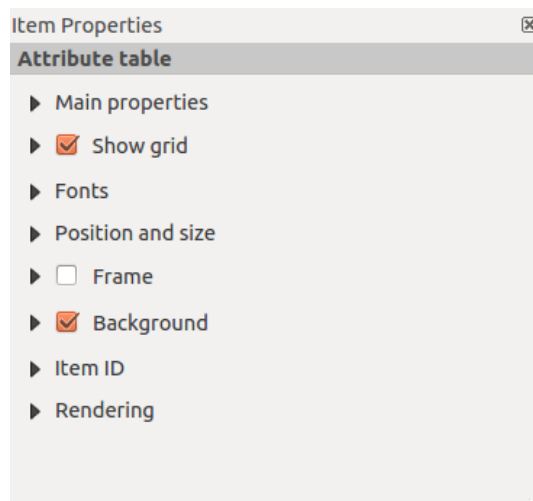 Item Properties
Attribute table
Main properties
Show grid
Fonts
Position and size
Frame
Background
Item ID
Rendering